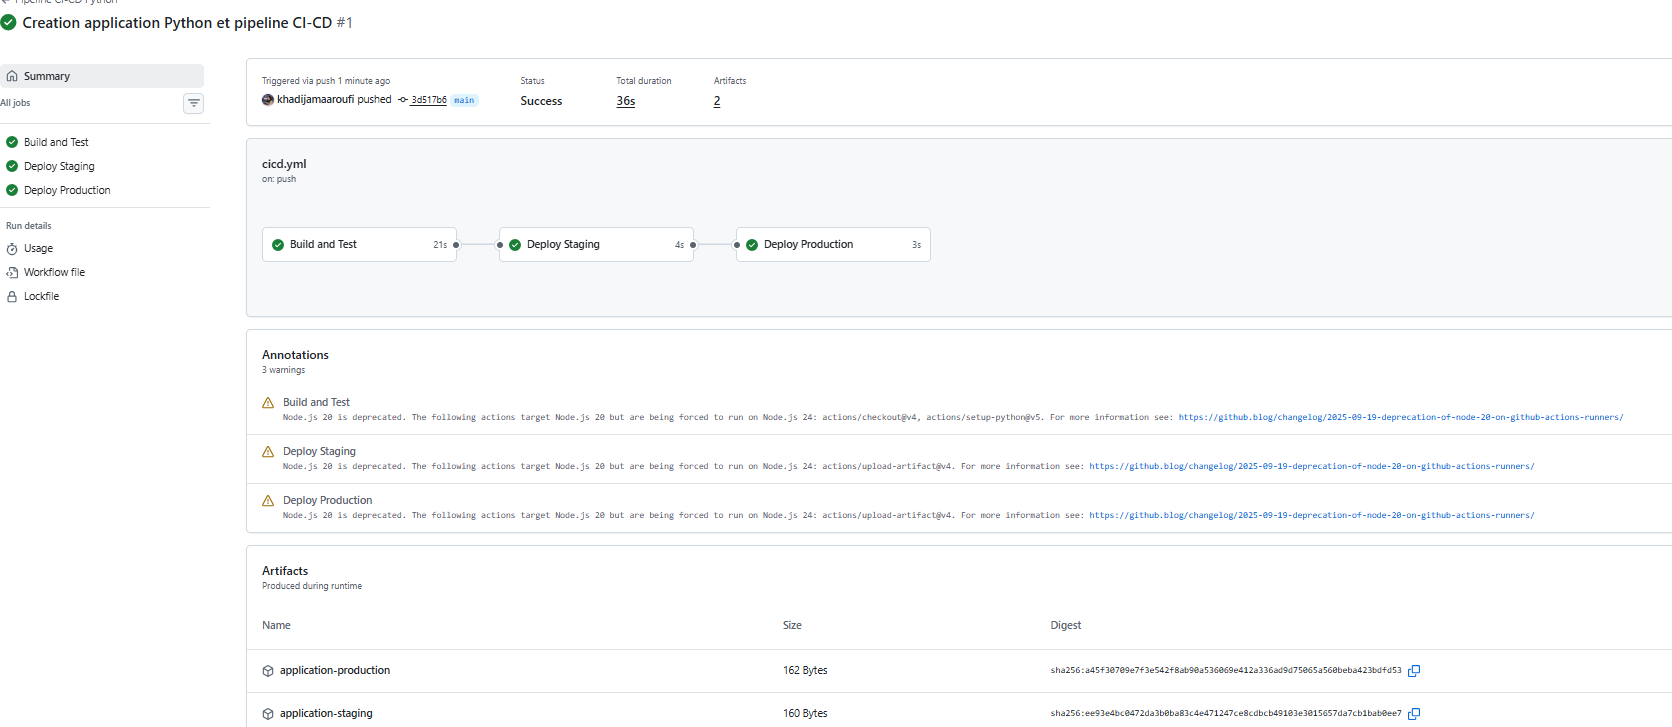 Pipeline CI-CD Python
Creation application Python et pipeline CI-CD #1
Summary
All jobs
Build and Test
Deploy Staging
Deploy Production
Run details
Usage
Workflow file
Lockfile
Triggered via push 1 minute ago
khadijamaaroufi pushed 3d517b6 main
Status
Success
Total duration
36s
Artifacts
2
cicd.yml
on: push
Build and Test 21s
Deploy Staging 4s
Deploy Production 3s
Annotations
3 warnings
Build and Test
Node.js 20 is deprecated. The following actions target Node.js 20 but are being forced to run on Node.js 24: actions/checkout@v4, actions/setup-python@v5. For more information see: https://github.blog/changelog/2025-09-19-deprecation-of-node-20-on-github-actions-runners/
Deploy Staging
Node.js 20 is deprecated. The following actions target Node.js 20 but are being forced to run on Node.js 24: actions/upload-artifact@v4. For more information see: https://github.blog/changelog/2025-09-19-deprecation-of-node-20-on-github-actions-runners/
Deploy Production
Node.js 20 is deprecated. The following actions target Node.js 20 but are being forced to run on Node.js 24: actions/upload-artifact@v4. For more information see: https://github.blog/changelog/2025-09-19-deprecation-of-node-20-on-github-actions-runners/
Artifacts
Produced during runtime
Name Size Digest
application-production 162 Bytes sha256:a45f30709e7f3e542f8ab90a536069e412a336ad9d75065a560beba423bdfd53
application-staging 160 Bytes sha256:ee93e4bc0472da3b0ba83c4e471247ce8cdbcb49103e3015657da7cb1bab0ee7